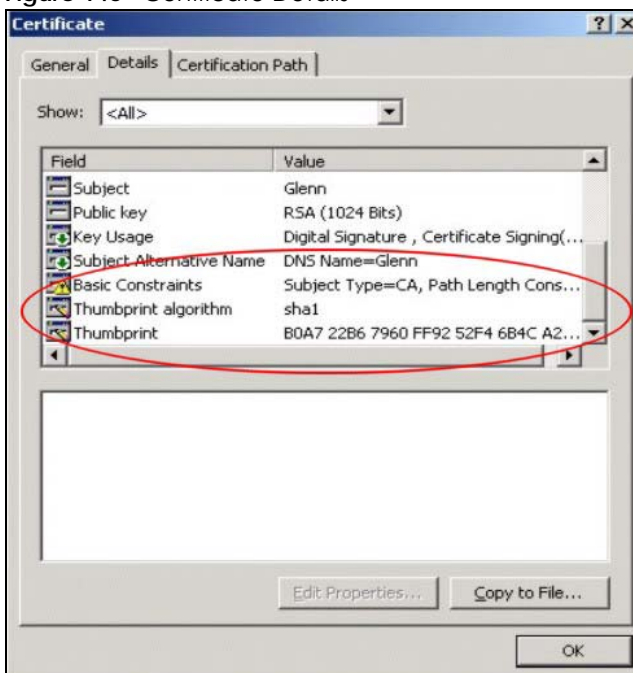 Certificate
General Details Certification Path
Show: <All>
Field Value
Subject Glenn
Public key RSA (1024 Bits)
Key Usage Digital Signature , Certificate Signing(...
Subject Alternative Name DNS Name=Glenn
Basic Constraints Subject Type=CA, Path Length Cons...
Thumbprint algorithm sha1
Thumbprint B0A7 22B6 7960 FF92 52F4 6B4C A2...
Edit Properties... Copy to File...
OK